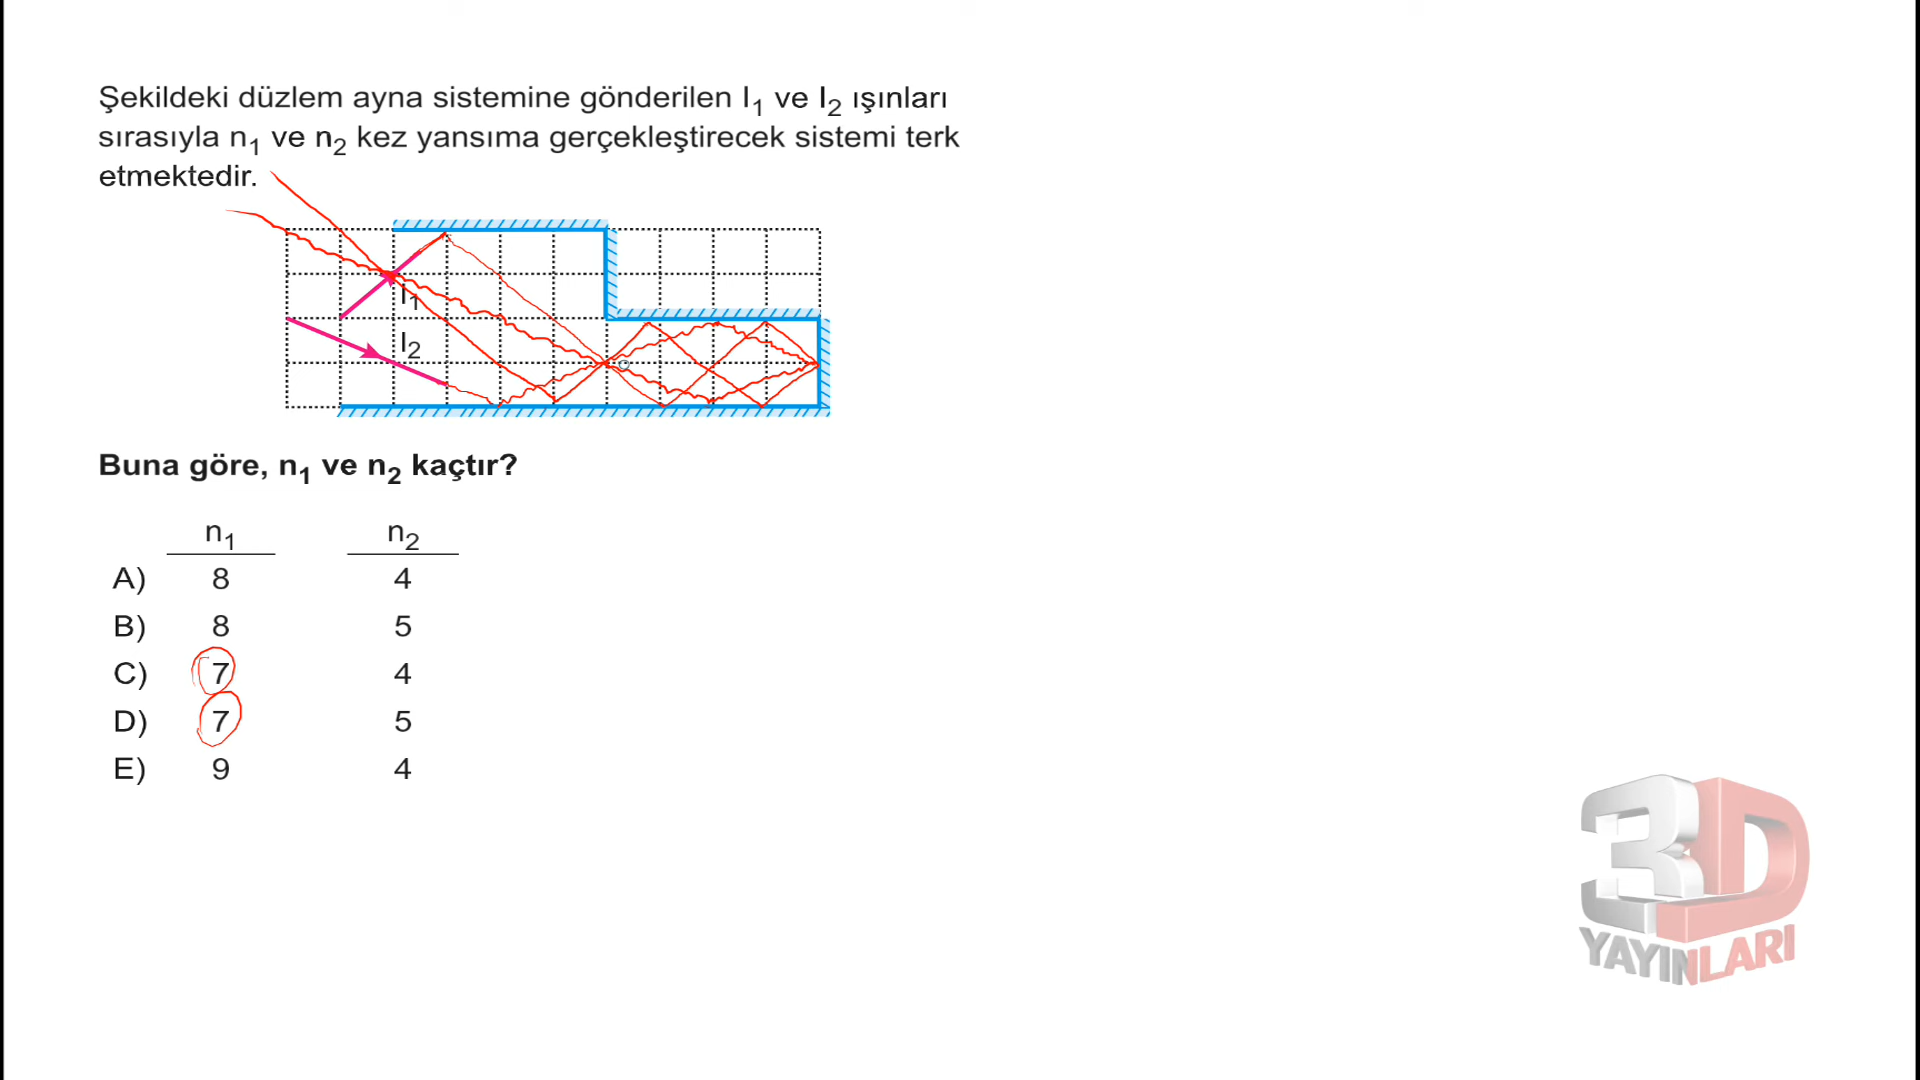 Şekildeki düzlem ayna sistemine gönderilen I1 ve I2 ışınları
sırasıyla n1 ve n2 kez yansıma gerçekleştirecek sistemi terk
etmektedir.
I1
I2
Buna göre, n1 ve n2 kaçtır?
n1 n2
A) 8 4
B) 8 5
C) 7 4
D) 7 5
E) 9 4
3D
YAYINLARI